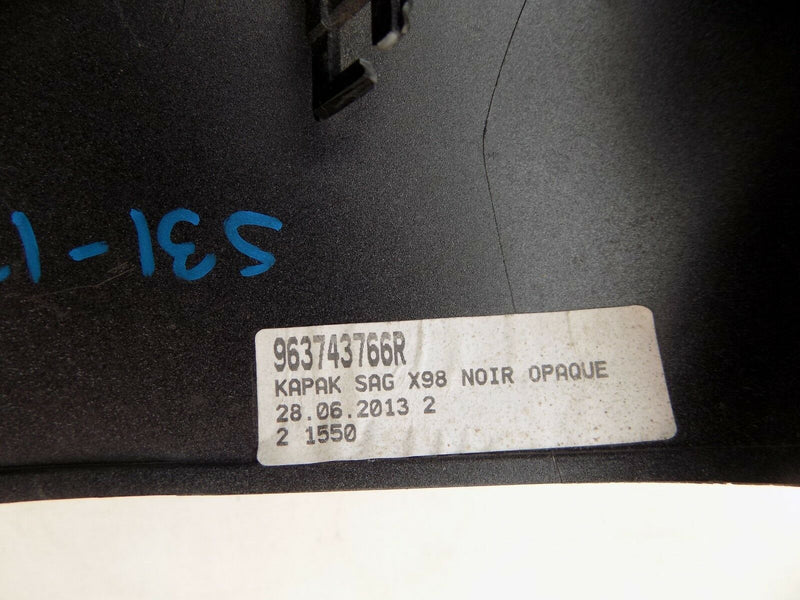 531-1
963743766R
KAPAK SAG X98 NOIR OPAQUE
28.06.2013 2
2 1550